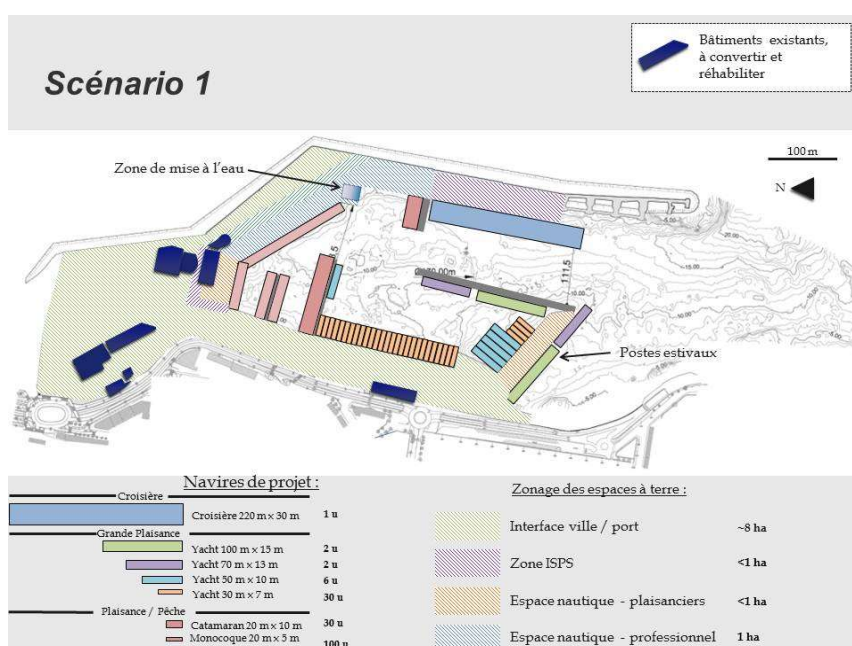 Scénario 1
Bâtiments existants,
à convertir et
réhabiliter
Zone de mise à l'eau
100 m
N
111,5
Postes estivaux
Navires de projet :
Croisière
Croisière 220 m x 30 m 1 u
Grande Plaisance
Yacht 100 m x 15 m 2 u
Yacht 70 m x 13 m 2 u
Yacht 50 m x 10 m 6 u
Yacht 30 m x 7 m 30 u
Plaisance / Pêche
Catamaran 20 m x 10 m 30 u
Monocoque 20 m x 5 m 100 u
Zonage des espaces à terre :
Interface ville / port ~8 ha
Zone ISPS <1 ha
Espace nautique - plaisanciers <1 ha
Espace nautique - professionnel 1 ha